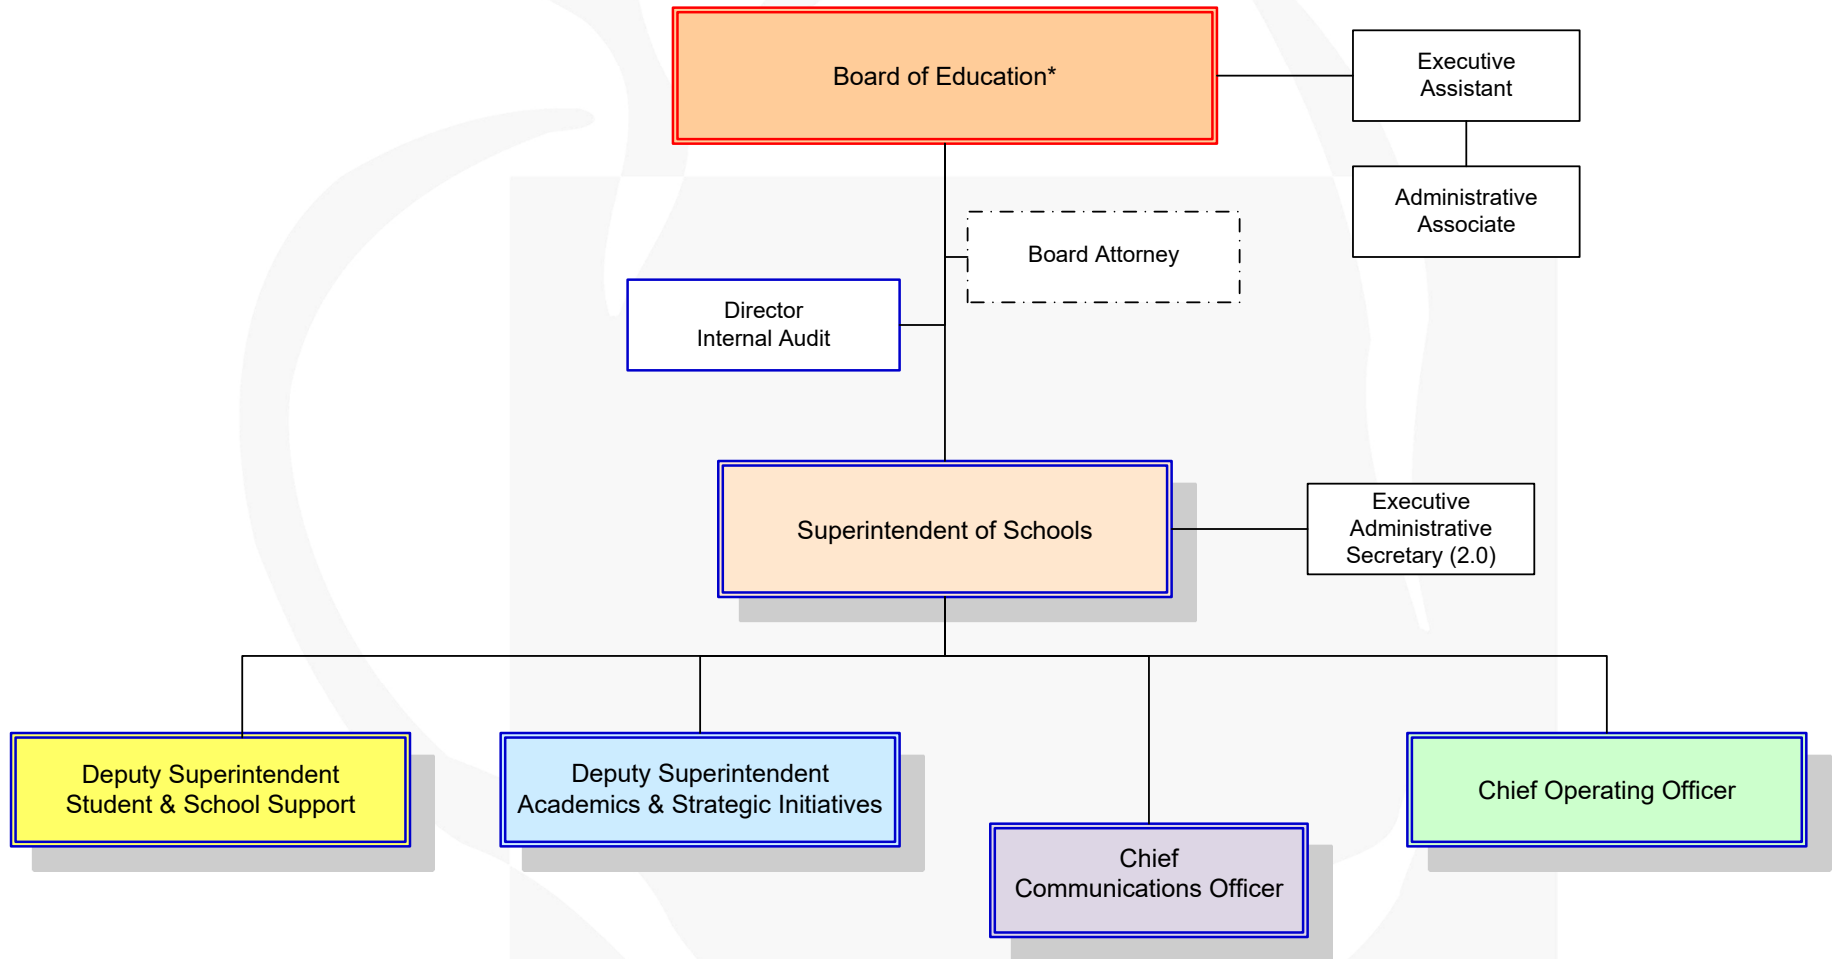 Board of Education*
Executive
Assistant
Administrative
Associate
Board Attorney
Director
Internal Audit
Superintendent of Schools
Executive
Administrative
Secretary (2.0)
Deputy Superintendent
Student & School Support
Deputy Superintendent
Academics & Strategic Initiatives
Chief
Communications Officer
Chief Operating Officer